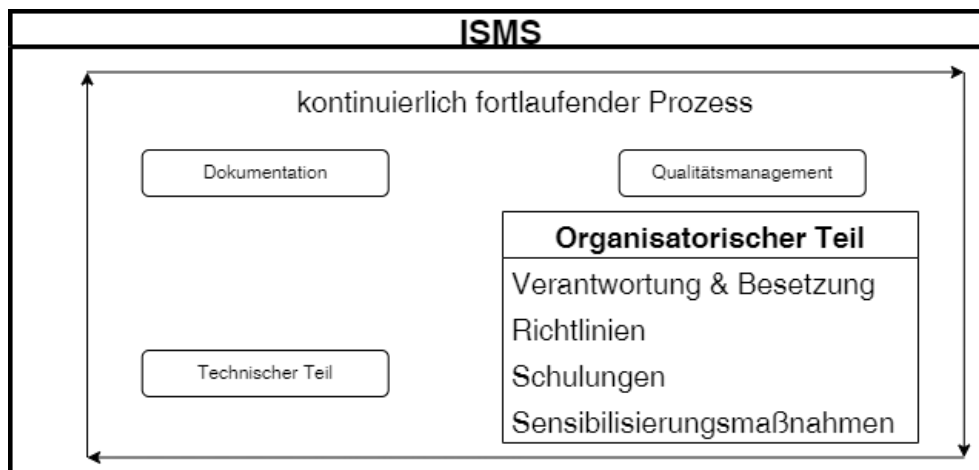 ISMS
kontinuierlich fortlaufender Prozess
Dokumentation
Qualitätsmanagement
Organisatorischer Teil
Verantwortung & Besetzung
Richtlinien
Schulungen
Sensibilisierungsmaßnahmen
Technischer Teil